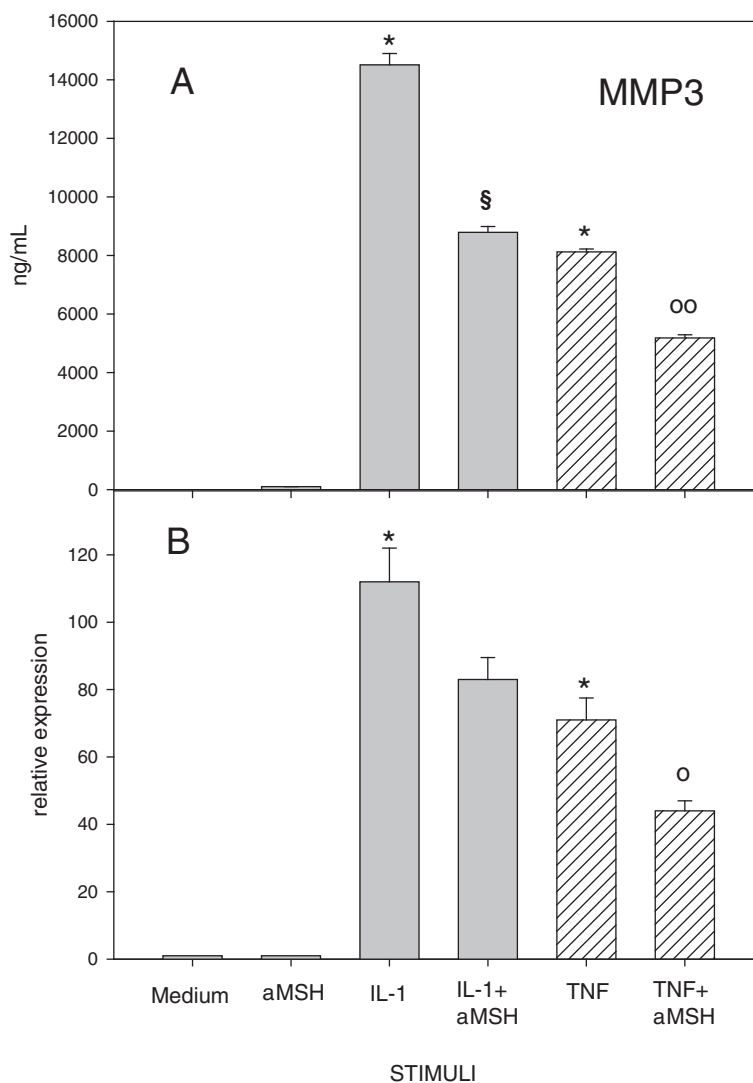 16000
14000
12000
10000
8000
6000
4000
2000
0
ng/mL
A
MMP3
*
§
*
oo
120
100
80
60
40
20
0
relative expression
B
*
*
o
Medium
aMSH
IL-1
IL-1+
aMSH
TNF
TNF+
aMSH
STIMULI